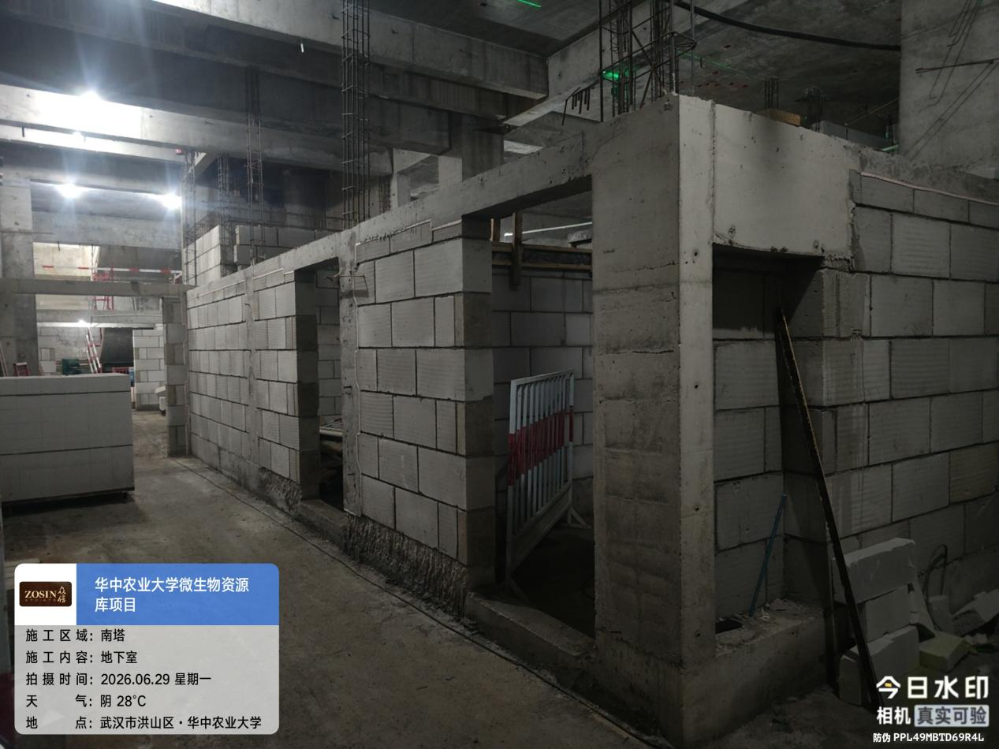 ZOSIN 众信
华中农业大学微生物资源
库项目
施工区域：南塔
施工内容：地下室
拍摄时间：2026.06.29 星期一
天气：阴 28℃
地点：武汉市洪山区·华中农业大学
今日水印
相机 真实可验
防伪 PPL49MBTD69R4L